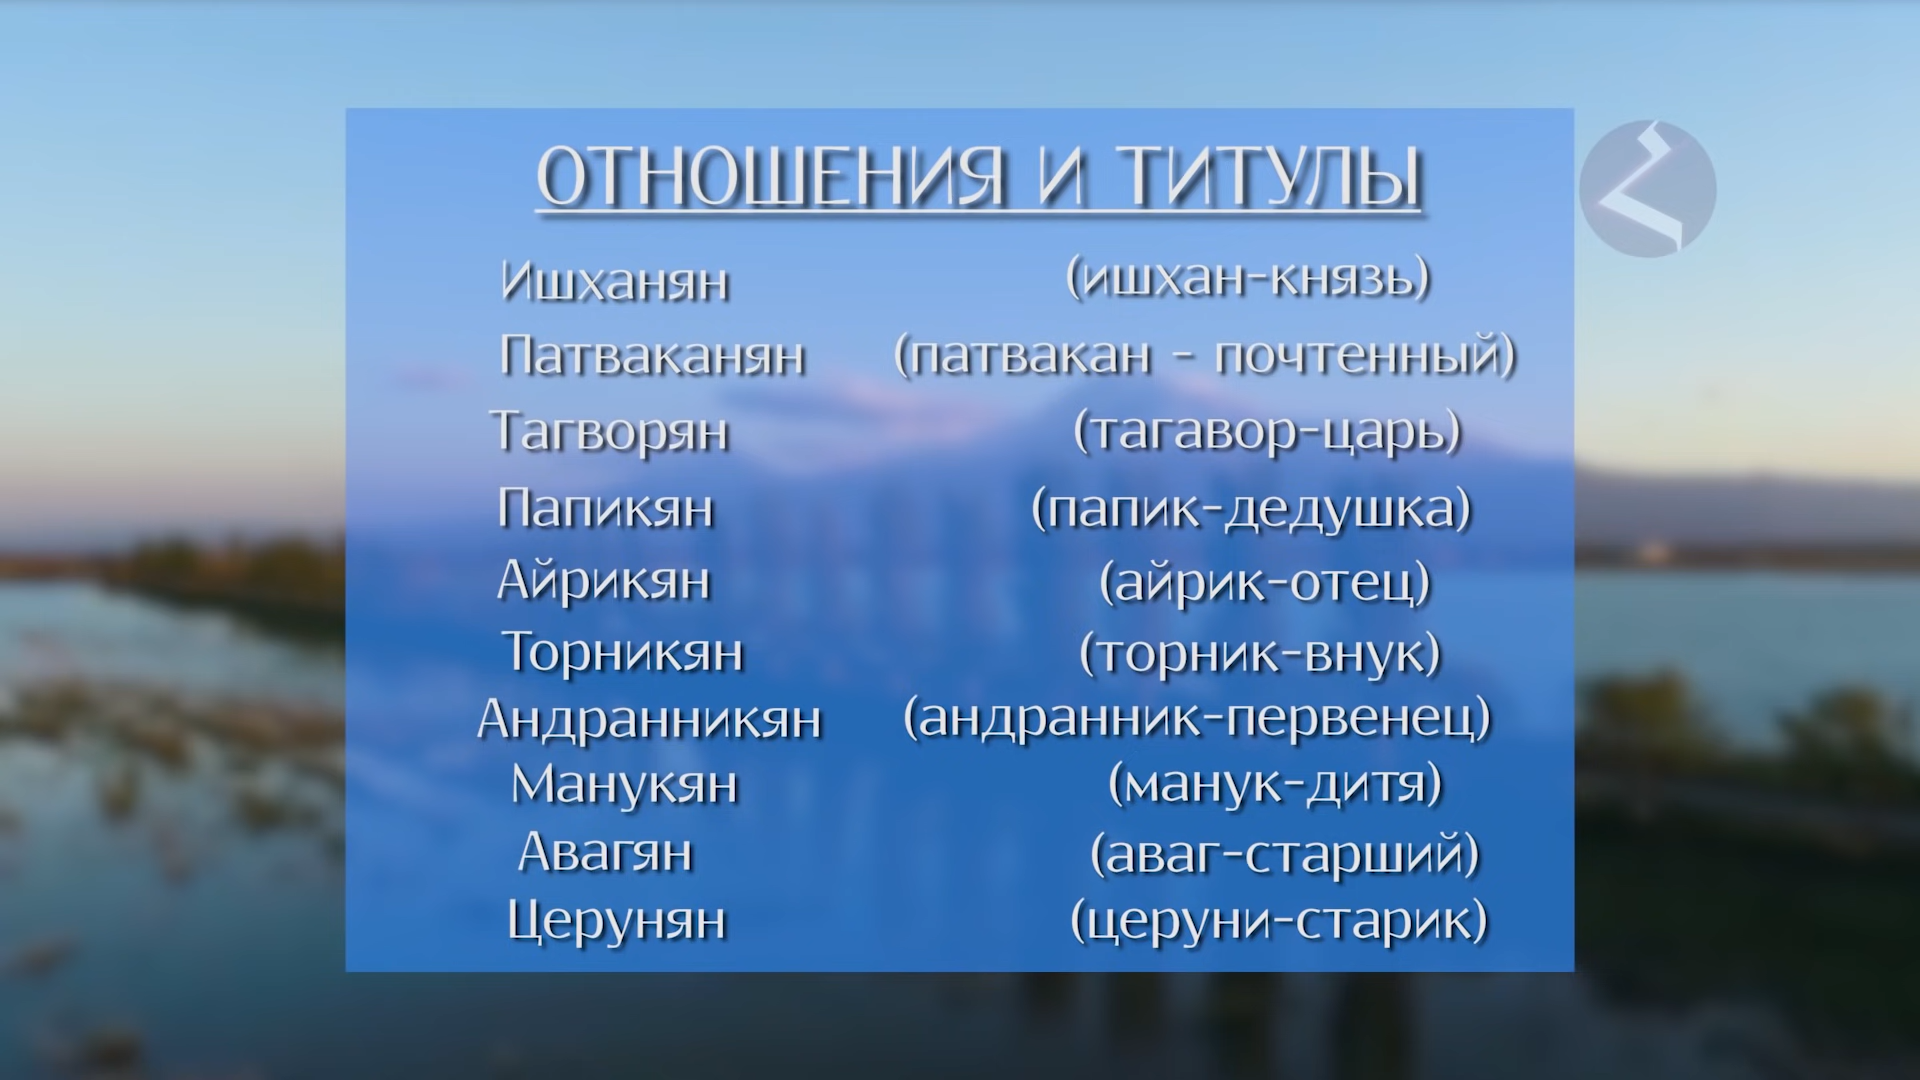 ОТНОШЕНИЯ И ТИТУЛЫ
Ишханян (ишхан-князь)
Патваканян (патвакан - почтенный)
Тагворян (тагавор-царь)
Папикян (папик-дедушка)
Айрикян (айрик-отец)
Торникян (торник-внук)
Андранникян (андранник-первенец)
Манукян (манук-дитя)
Авагян (аваг-старший)
Церунян (церуни-старик)